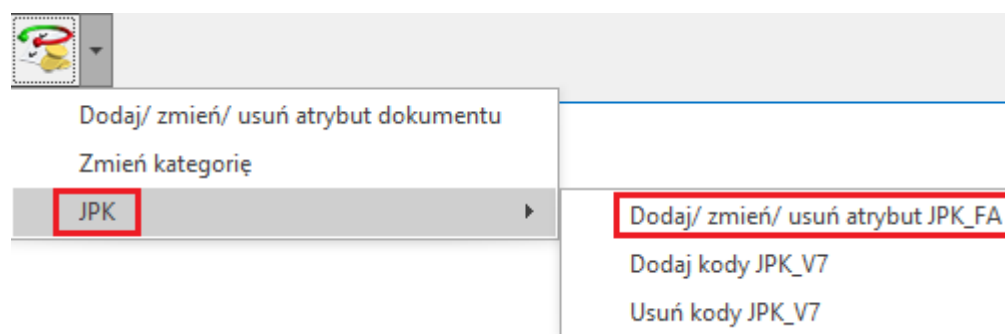 Dodaj/ zmień/ usuń atrybut dokumentu
Zmień kategorię
JPK
Dodaj/ zmień/ usuń atrybut JPK_FA
Dodaj kody JPK_V7
Usuń kody JPK_V7